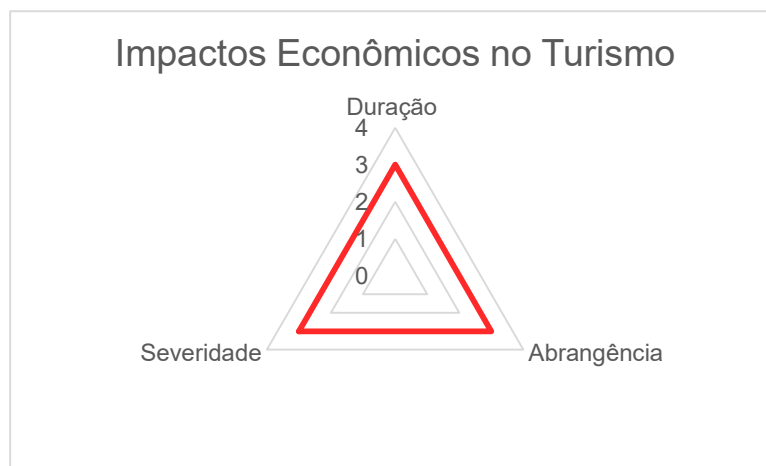 Impactos Econômicos no Turismo
Duração
4
3
2
1
0
Severidade
Abrangência